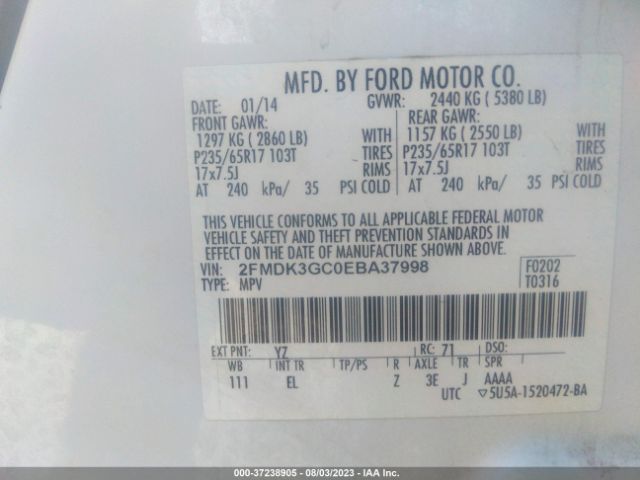 MFD. BY FORD MOTOR CO.
DATE: 01/14 GVWR: 2440 KG ( 5380 LB)
FRONT GAWR: REAR GAWR:
1297 KG ( 2860 LB) WITH 1157 KG ( 2550 LB) WITH
P235/65R17 103T TIRES P235/65R17 103T TIRES
17x7.5J RIMS 17x7.5J RIMS
AT 240 kPa/ 35 PSI COLD AT 240 kPa/ 35 PSI COLD
THIS VEHICLE CONFORMS TO ALL APPLICABLE FEDERAL MOTOR
VEHICLE SAFETY AND THEFT PREVENTION STANDARDS IN
EFFECT ON THE DATE OF MANUFACTURE SHOWN ABOVE.
VIN: 2FMDK3GC0EBA37998 F0202
TYPE: MPV T0316
EXT PNT: YZ RC: 71 DSO:
WB INT TR TP/PS R AXLE TR SPR
111 EL Z 3E J AAAA
UTC ▽5U5A-1520472-BA
000-37238905 - 08/03/2023 - IAA Inc.